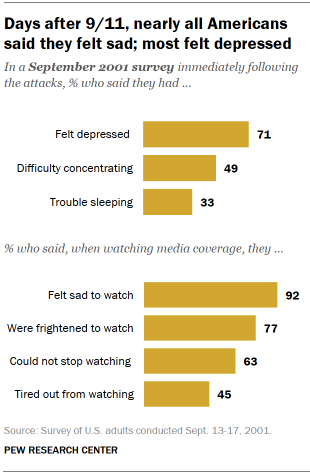 Days after 9/11, nearly all Americans
said they felt sad; most felt depressed
In a September 2001 survey immediately following
the attacks, % who said they had ...
Felt depressed 71
Difficulty concentrating 49
Trouble sleeping 33
% who said, when watching media coverage, they ...
Felt sad to watch 92
Were frightened to watch 77
Could not stop watching 63
Tired out from watching 45
Source: Survey of U.S. adults conducted Sept. 13-17, 2001.
PEW RESEARCH CENTER